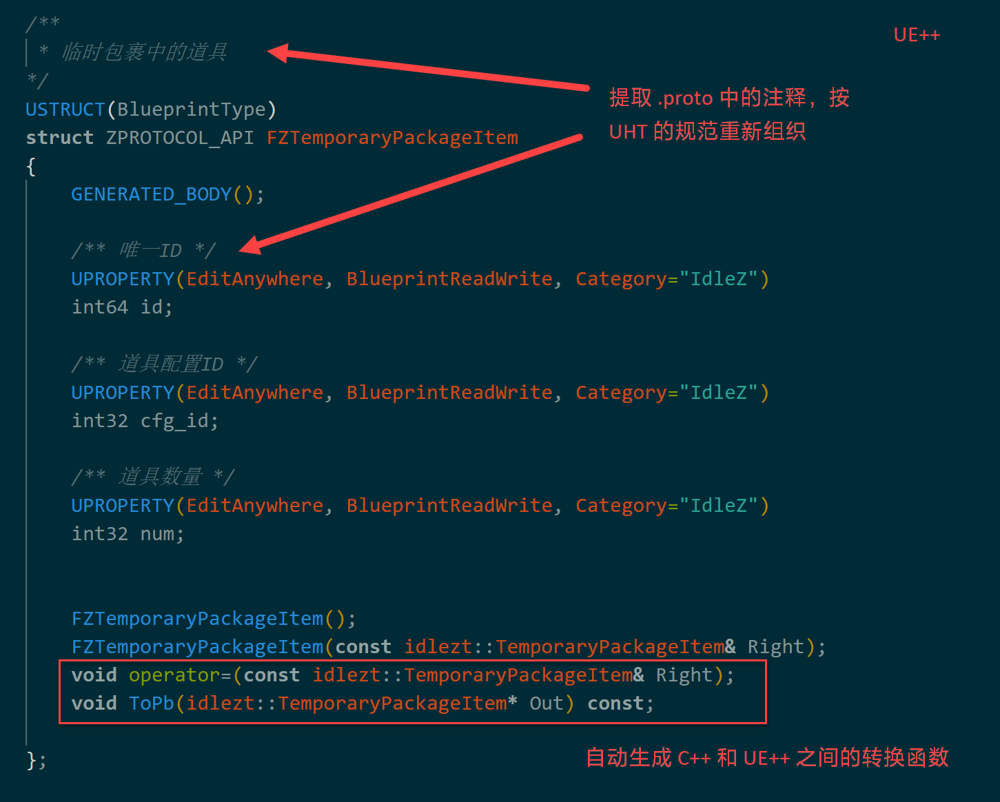 /**
 * 临时包裹中的道具
*/
UE++
提取 .proto 中的注释，按
UHT 的规范重新组织
USTRUCT(BlueprintType)
struct ZPROTOCOL_API FZTemporaryPackageItem
{
    GENERATED_BODY();
    /** 唯一ID */
    UPROPERTY(EditAnywhere, BlueprintReadWrite, Category="IdleZ")
    int64 id;
    /** 道具配置ID */
    UPROPERTY(EditAnywhere, BlueprintReadWrite, Category="IdleZ")
    int32 cfg_id;
    /** 道具数量 */
    UPROPERTY(EditAnywhere, BlueprintReadWrite, Category="IdleZ")
    int32 num;
    FZTemporaryPackageItem();
    FZTemporaryPackageItem(const idlezt::TemporaryPackageItem& Right);
    void operator=(const idlezt::TemporaryPackageItem& Right);
    void ToPb(idlezt::TemporaryPackageItem* Out) const;
};
自动生成 C++ 和 UE++ 之间的转换函数